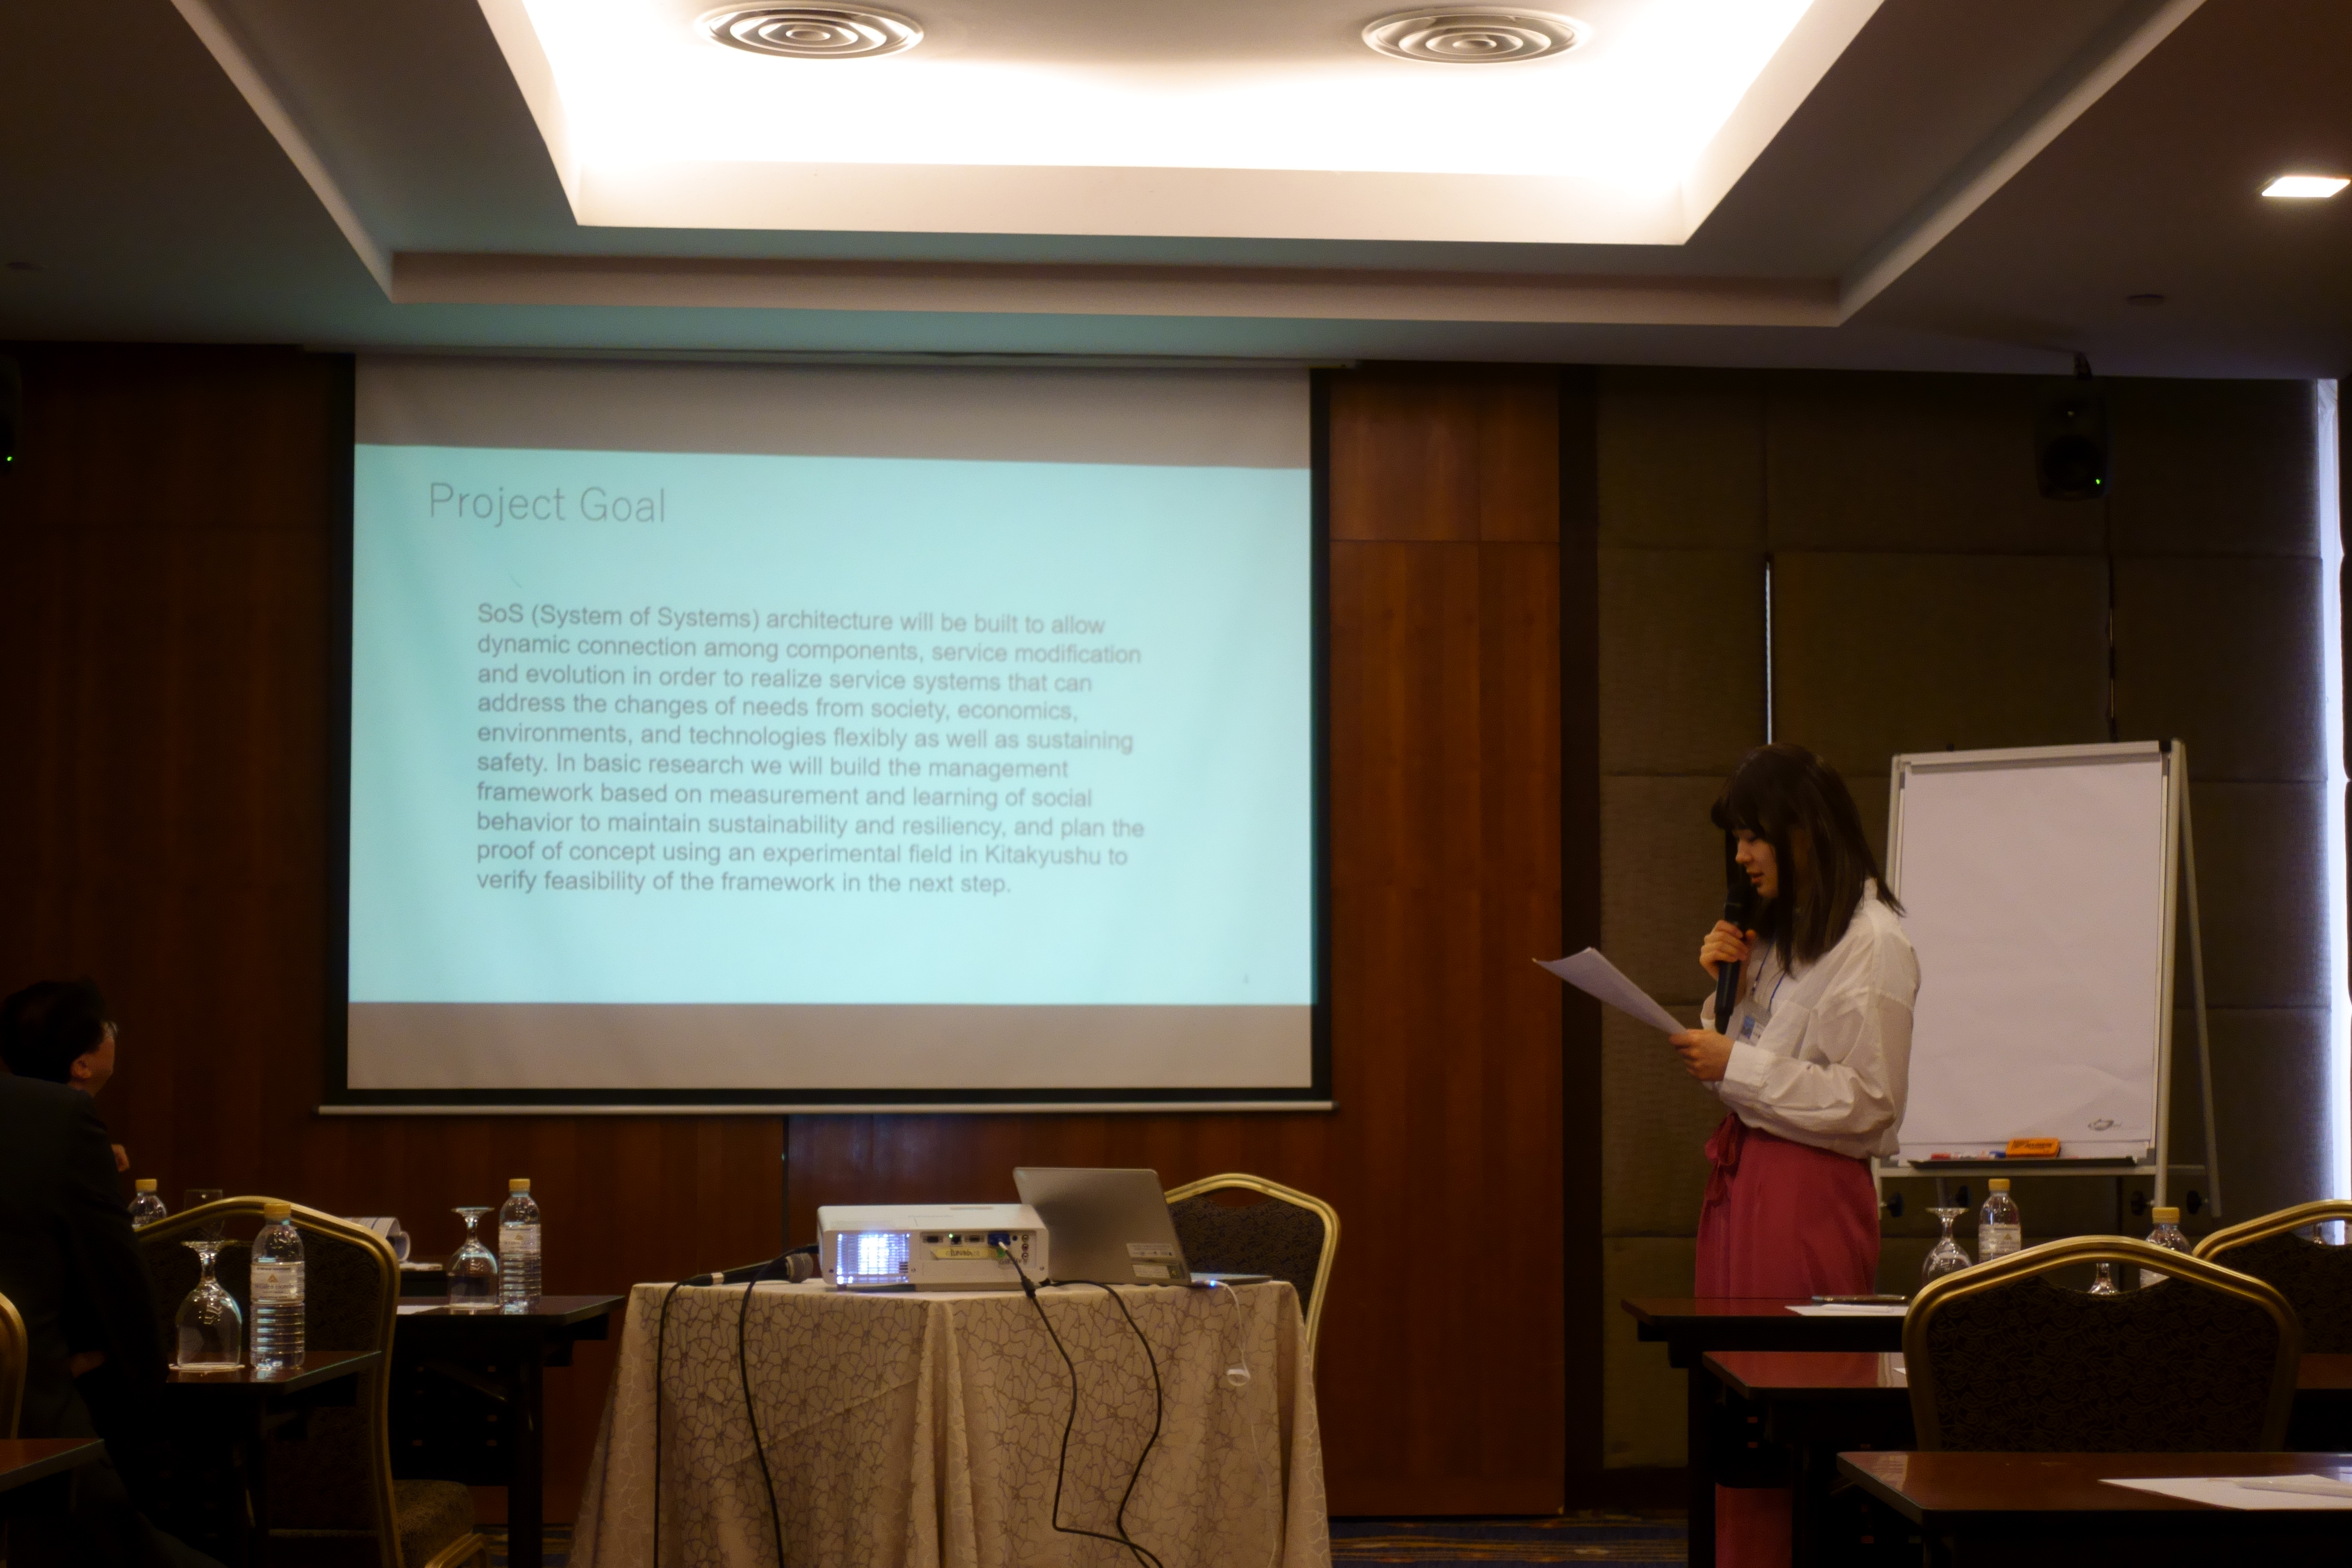 Project Goal
SoS (System of Systems) architecture will be built to allow
dynamic connection among components, service modification
and evolution in order to realize service systems that can
address the changes of needs from society, economics,
environments, and technologies flexibly as well as sustaining
safety. In basic research we will build the management
framework based on measurement and learning of social
behavior to maintain sustainability and resiliency, and plan the
proof of concept using an experimental field in Kitakyushu to
verify feasibility of the framework in the next step.